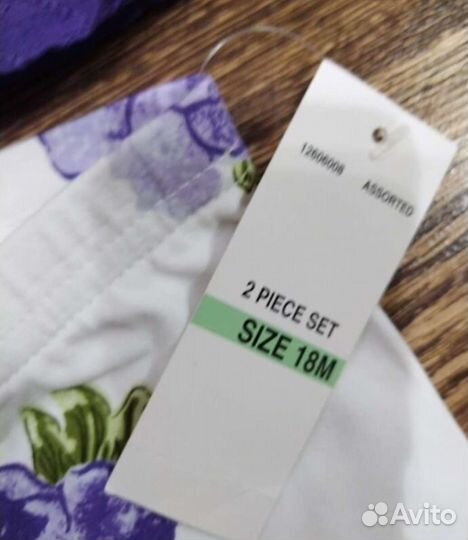 12606008 ASSORTED
2 PIECE SET
SIZE 18M
Avito